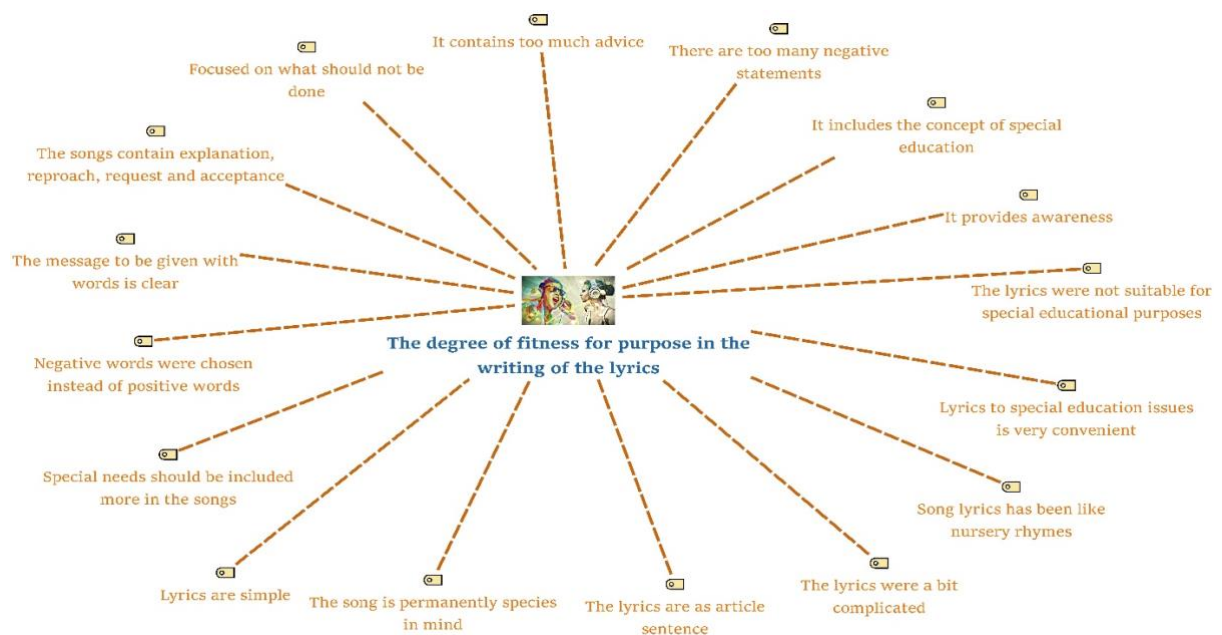 It contains too much advice
There are too many negative
statements
Focused on what should not be
done
It includes the concept of special
education
The songs contain explanation,
reproach, request and acceptance
It provides awareness
The message to be given with
words is clear
The lyrics were not suitable for
special educational purposes
The degree of fitness for purpose in the
writing of the lyrics
Negative words were chosen
instead of positive words
Lyrics to special education issues
is very convenient
Special needs should be included
more in the songs
Song lyrics has been like
nursery rhymes
Lyrics are simple
The song is permanently species
in mind
The lyrics are as article
sentence
The lyrics were a bit
complicated